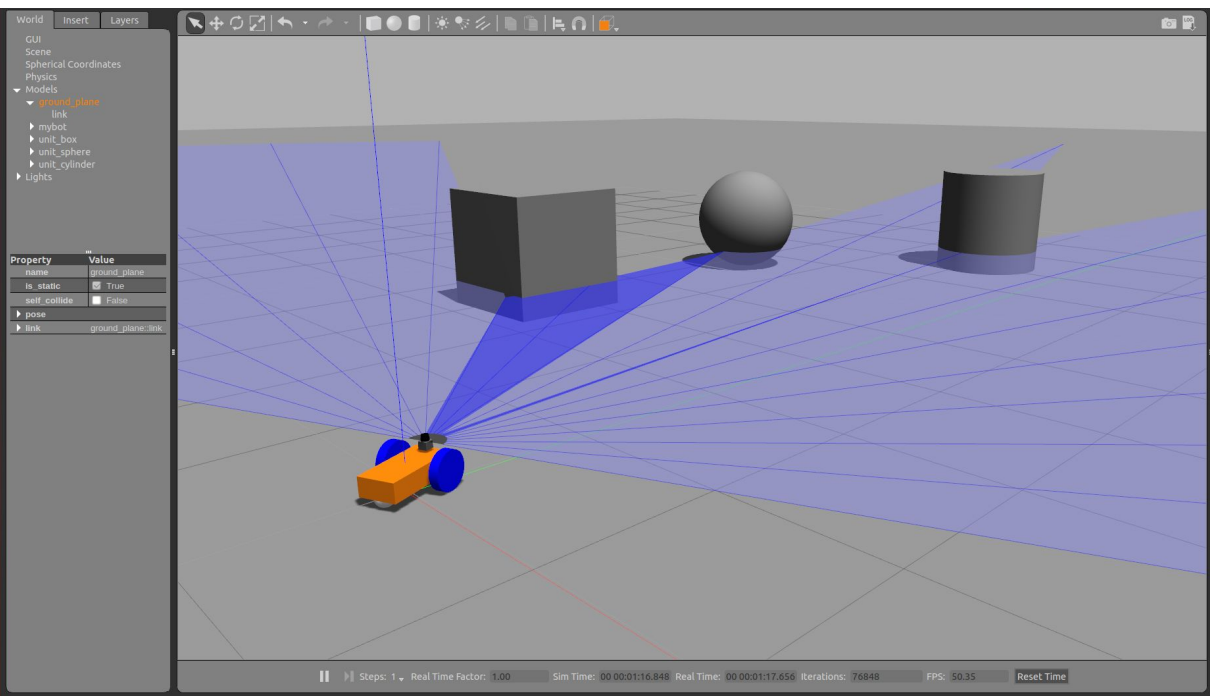 World Insert Layers
GUI
Scene
Spherical Coordinates
Physics
Models
ground_plane
link
mybot
unit_box
unit_sphere
unit_cylinder
Lights
Property Value
name ground_plane
is_static True
self_collide False
pose
link ground_plane::link
LOG
Steps: 1 Real Time Factor: 1.00 Sim Time: 00 00:01:16.848 Real Time: 00 00:01:17.656 Iterations: 76848 FPS: 50.35 Reset Time